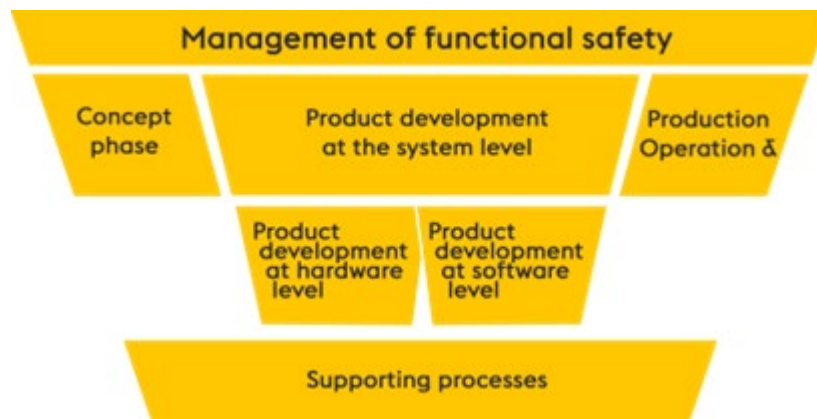 Management of functional safety
Concept
phase
Product development
at the system level
Production
Operation &
Product
development
at hardware
level
Product
development
at software
level
Supporting processes